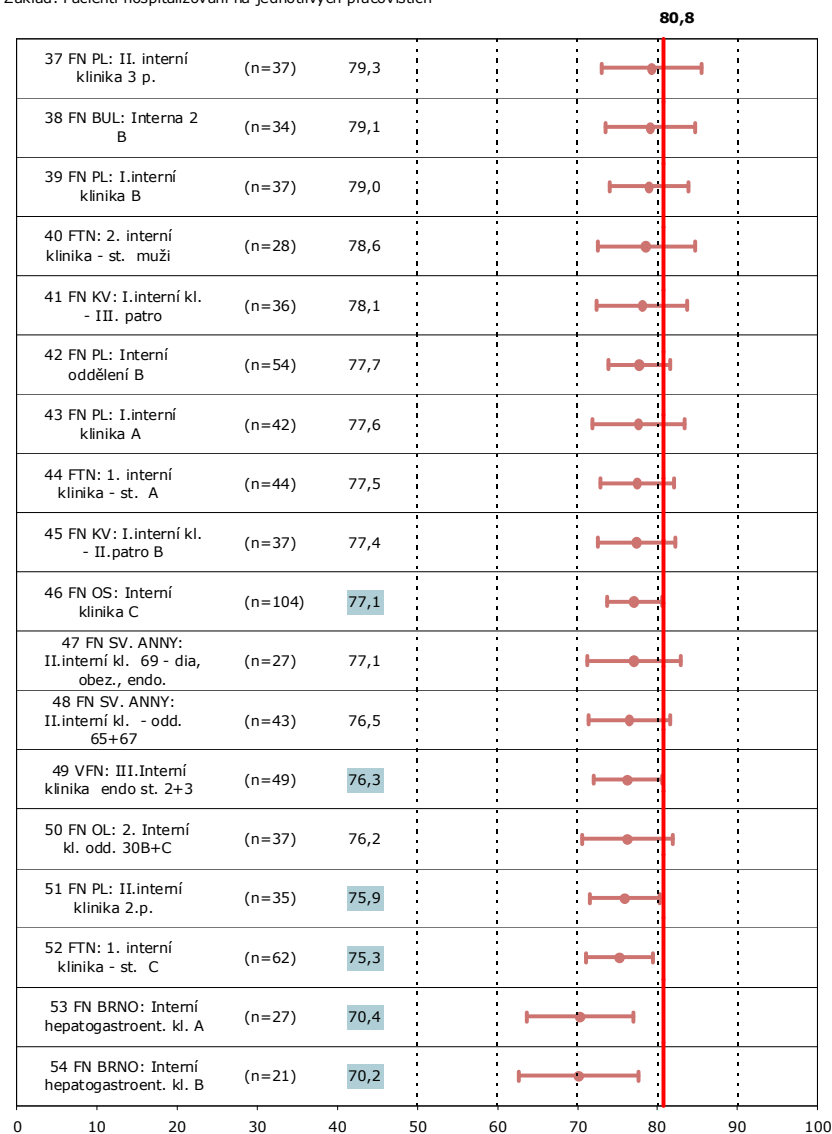 Základ: Pacienti hospitalizovaní na jednotlivých pracovištích
80,8
37 FN PL: II. interní
klinika 3 p.
(n=37)
79,3
38 FN BUL: Interna 2
B
(n=34)
79,1
39 FN PL: I.interní
klinika B
(n=37)
79,0
40 FTN: 2. interní
klinika - st. muži
(n=28)
78,6
41 FN KV: I.interní kl.
- III. patro
(n=36)
78,1
42 FN PL: Interní
oddělení B
(n=54)
77,7
43 FN PL: I.interní
klinika A
(n=42)
77,6
44 FTN: 1. interní
klinika - st. A
(n=44)
77,5
45 FN KV: I.interní kl.
- II.patro B
(n=37)
77,4
46 FN OS: Interní
klinika C
(n=104)
77,1
47 FN SV. ANNY:
II.interní kl. 69 - dia,
obez., endo.
(n=27)
77,1
48 FN SV. ANNY:
II.interní kl. - odd.
65+67
(n=43)
76,5
49 VFN: III.Interní
klinika endo st. 2+3
(n=49)
76,3
50 FN OL: 2. Interní
kl. odd. 30B+C
(n=37)
76,2
51 FN PL: II.interní
klinika 2.p.
(n=35)
75,9
52 FTN: 1. interní
klinika - st. C
(n=62)
75,3
53 FN BRNO: Interní
hepatogastroent. kl. A
(n=27)
70,4
54 FN BRNO: Interní
hepatogastroent. kl. B
(n=21)
70,2
0 10 20 30 40 50 60 70 80 90 100